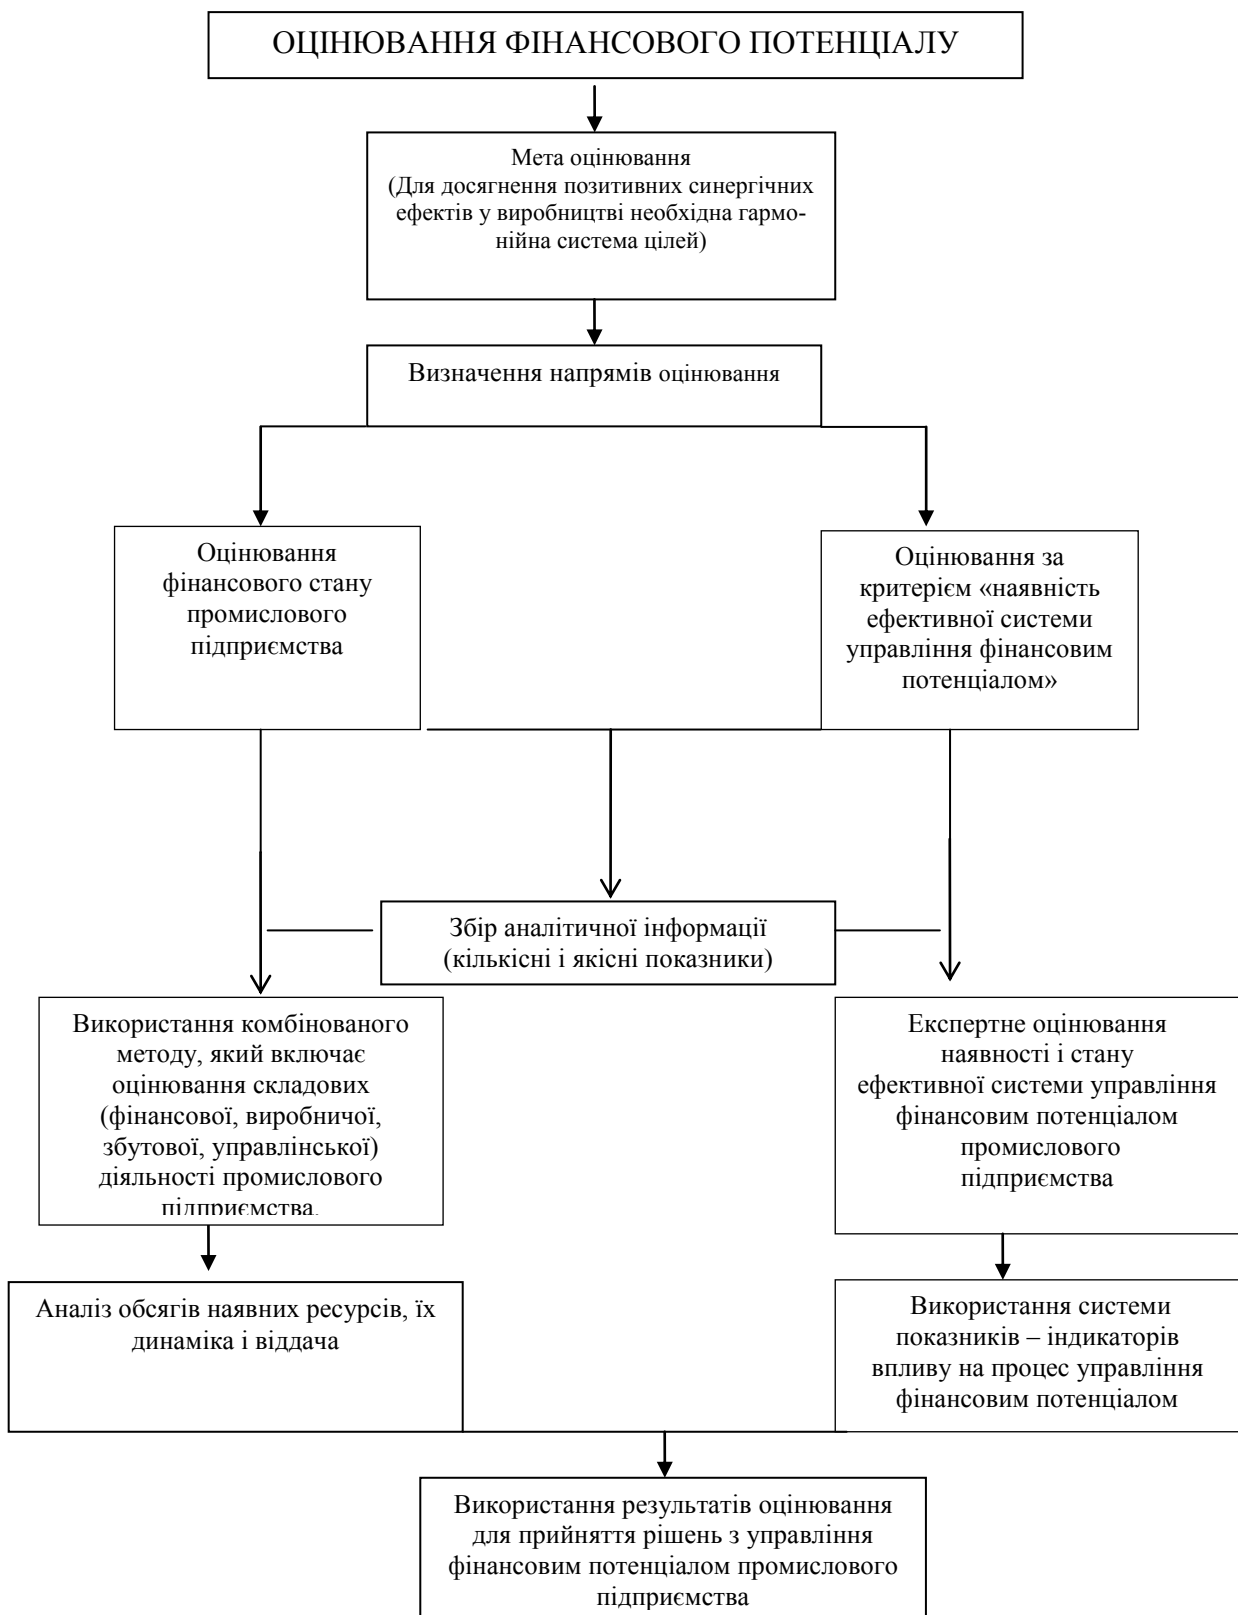 ОЦІНЮВАННЯ ФІНАНСОВОГО ПОТЕНЦІАЛУ
Мета оцінювання
(Для досягнення позитивних синергічних
ефектів у виробництві необхідна гармо-
нійна система цілей)
Визначення напрямів оцінювання
Оцінювання
фінансового стану
промислового
підприємства
Оцінювання за
критерієм «наявність
ефективної системи
управління фінансовим
потенціалом»
Збір аналітичної інформації
(кількісні і якісні показники)
Використання комбінованого
методу, який включає
оцінювання складових
(фінансової, виробничої,
збутової, управлінської)
діяльності промислового
підприємства.
Експертне оцінювання
наявності і стану
ефективної системи управління
фінансовим потенціалом
промислового
підприємства
Аналіз обсягів наявних ресурсів, їх
динаміка і віддача
Використання системи
показників – індикаторів
впливу на процес управління
фінансовим потенціалом
Використання результатів оцінювання
для прийняття рішень з управління
фінансовим потенціалом промислового
підприємства